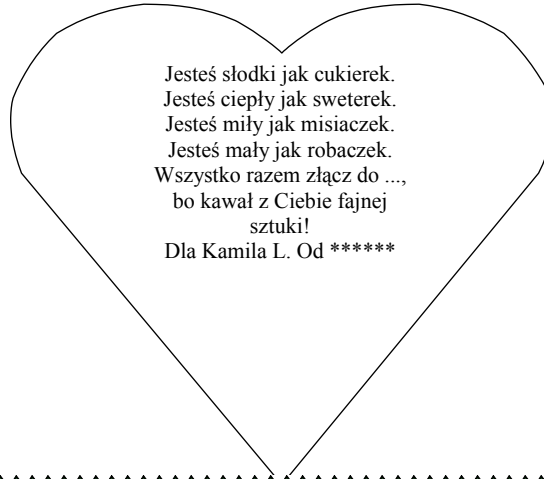 Jesteś słodki jak cukierek.
Jesteś ciepły jak sweterek.
Jesteś miły jak misiaczek.
Jesteś mały jak robaczek.
Wszystko razem złącz do ...,
bo kawał z Ciebie fajnej
sztuki!
Dla Kamila L. Od ******